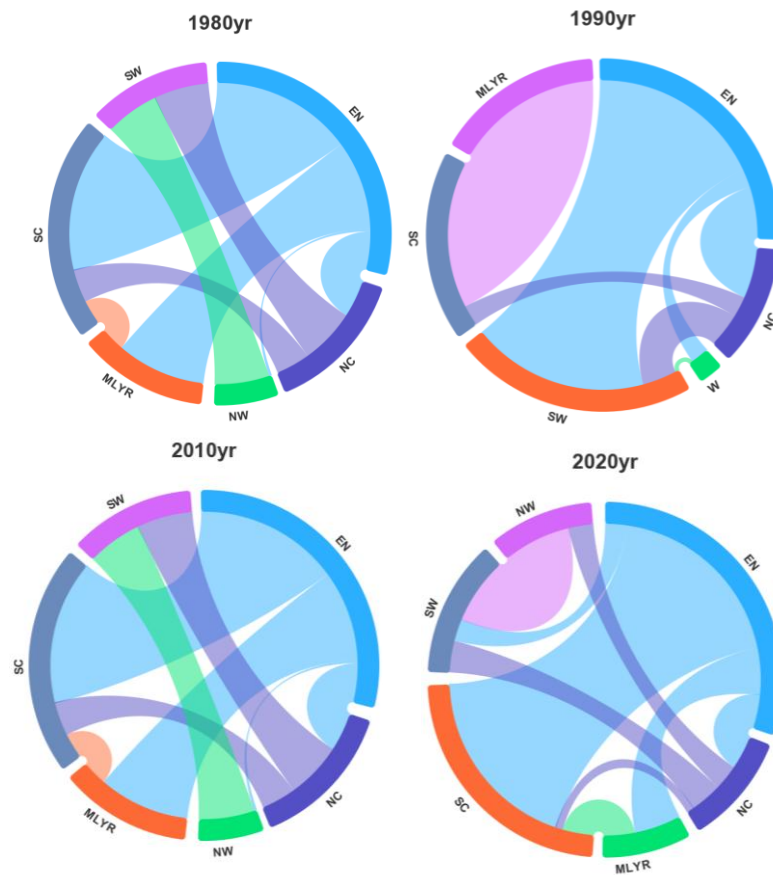 1980yr
SW
EN
SC
NC
MLYR
NW
1990yr
MLYR
EN
SC
NC
W
SW
2010yr
SW
EN
SC
NC
MLYR
NW
2020yr
NW
EN
SW
SC
NC
MLYR